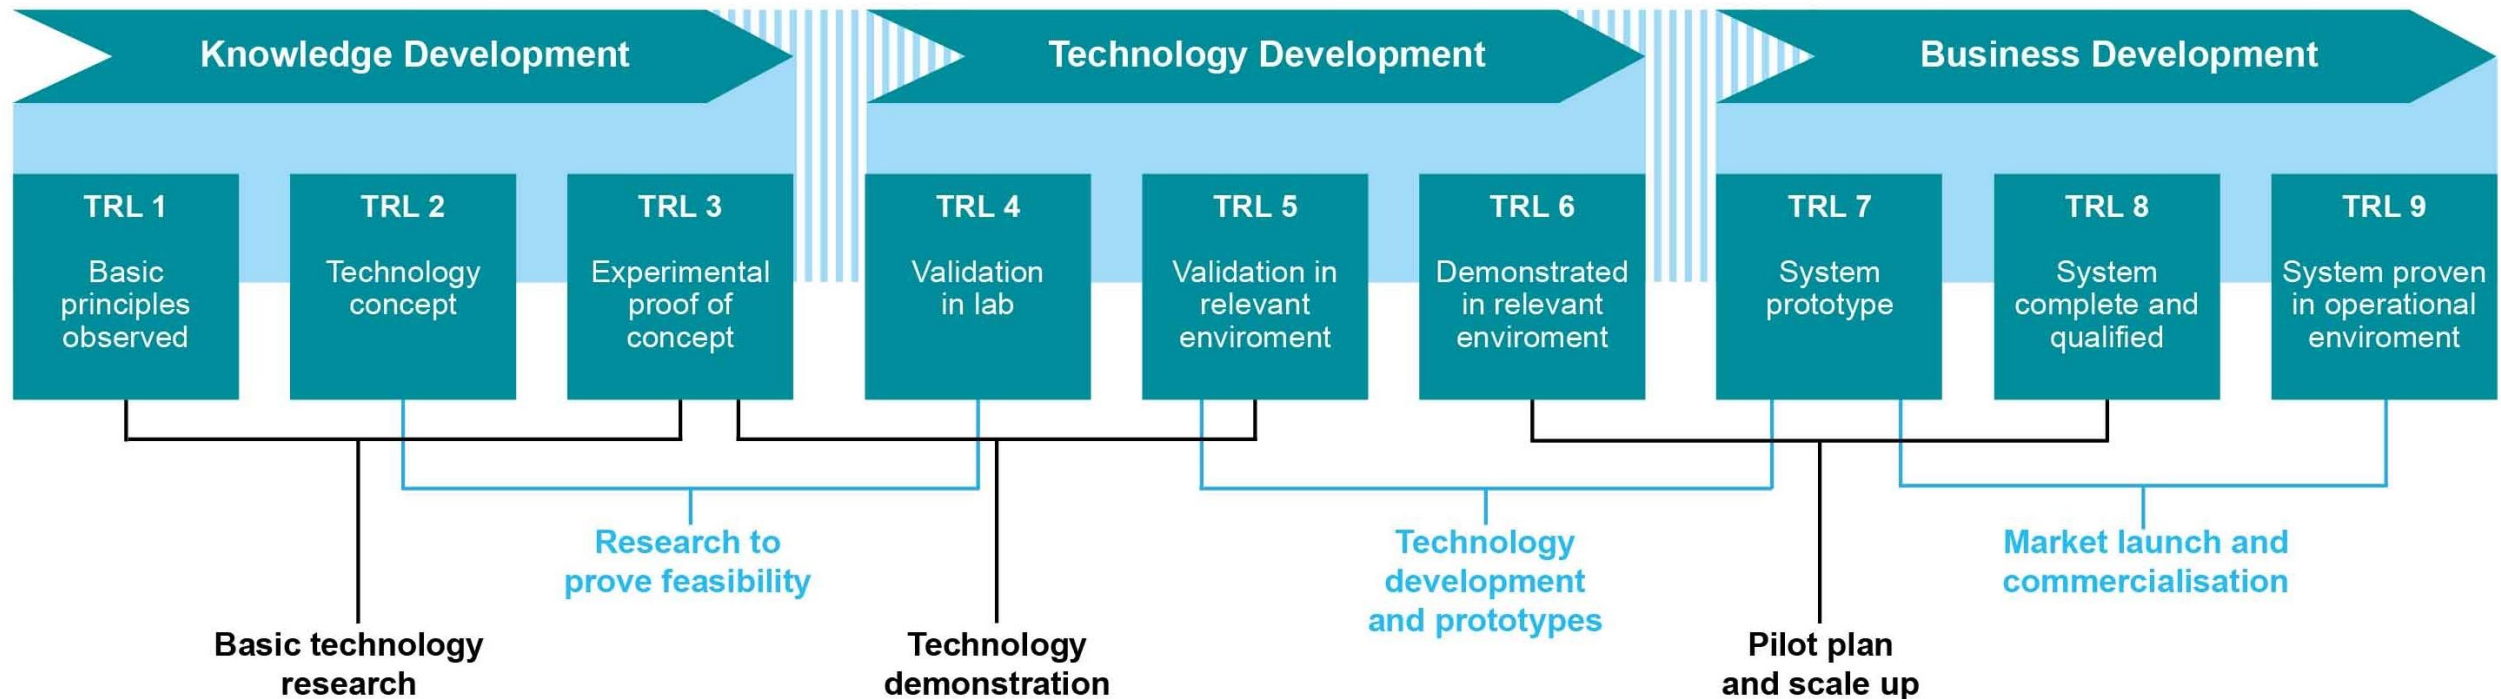 Knowledge Development
Technology Development
Business Development
TRL 1
Basic
principles
observed
TRL 2
Technology
concept
TRL 3
Experimental
proof of
concept
TRL 4
Validation
in lab
TRL 5
Validation in
relevant
enviroment
TRL 6
Demonstrated
in relevant
enviroment
TRL 7
System
prototype
TRL 8
System
complete and
qualified
TRL 9
System proven
in operational
enviroment
Research to
prove feasibility
Technology
development
and prototypes
Market launch and
commercialisation
Basic technology
research
Technology
demonstration
Pilot plan
and scale up